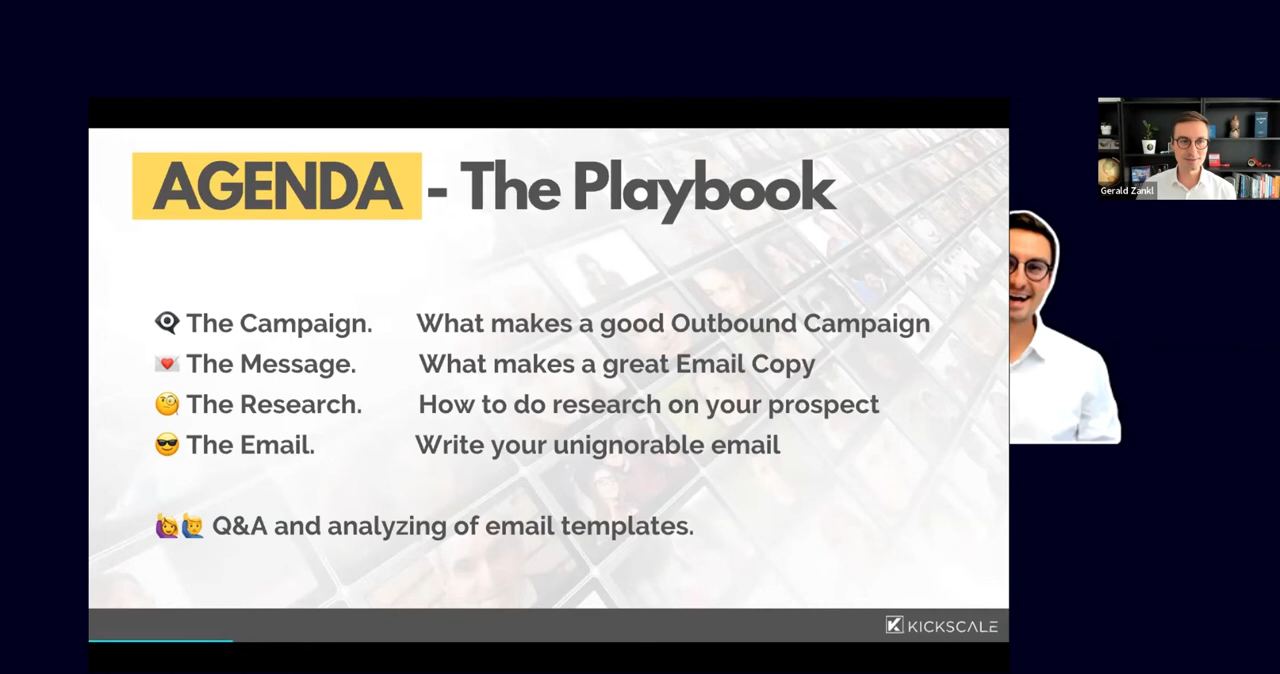 AGENDA - The Playbook
The Campaign. What makes a good Outbound Campaign
The Message. What makes a great Email Copy
The Research. How to do research on your prospect
The Email. Write your unignorable email
Q&A and analyzing of email templates.
KICKSCALE
Gerald Zankl